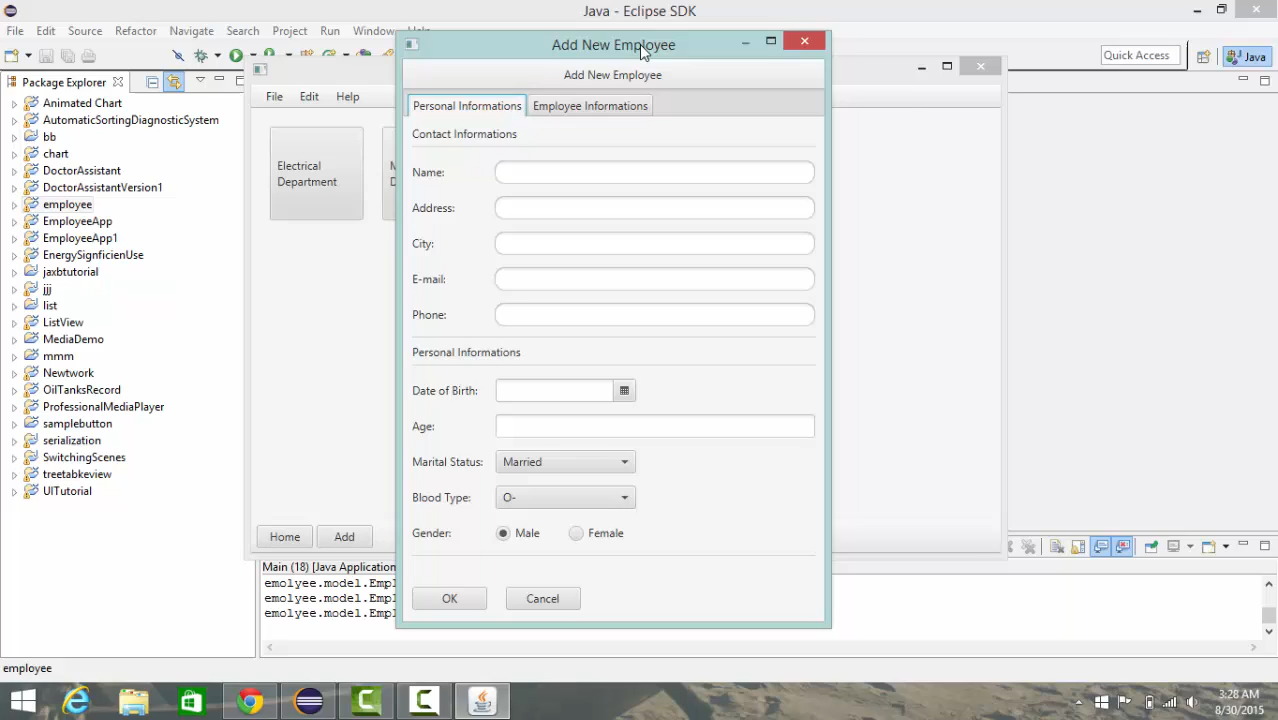 Java - Eclipse SDK
File Edit Source Refactor Navigate Search Project Run Window Help
Quick Access
Java
Package Explorer
Animated Chart
AutomaticSortingDiagnosticSystem
bb
chart
DoctorAssistant
DoctorAssistantVersion1
employee
EmployeeApp
EmployeeApp1
EnergySignficienUse
jaxbtutorial
jjj
list
ListView
MediaDemo
mmm
Newtwork
OilTanksRecord
ProfessionalMediaPlayer
samplebutton
serialization
SwitchingScenes
treetabkeview
UITutorial
File Edit Help
Electrical
Department
Home Add
Add New Employee
Add New Employee
Personal Informations Employee Informations
Contact Informations
Name:
Address:
City:
E-mail:
Phone:
Personal Informations
Date of Birth:
Age:
Marital Status: Married
Blood Type: O-
Gender: Male Female
OK Cancel
Main (18) [Java Application
emolyee.model.Empl
emolyee.model.Empl
emolyee.model.Empl
employee
3:28 AM
8/30/2015